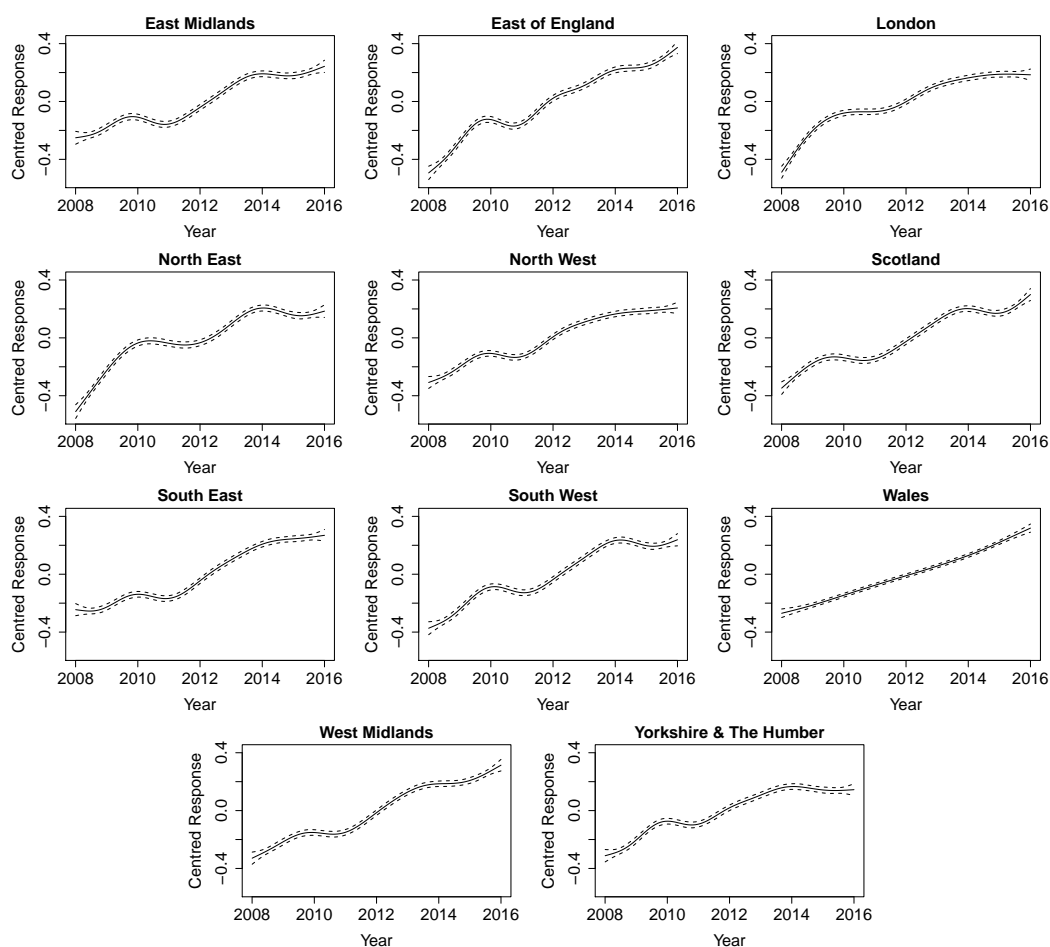 East Midlands
Centred Response
0.4
0.0
−0.4
2008 2010 2012 2014 2016
Year
East of England
Centred Response
0.4
0.0
−0.4
2008 2010 2012 2014 2016
Year
London
Centred Response
0.4
0.0
−0.4
2008 2010 2012 2014 2016
Year
North East
Centred Response
0.4
0.0
−0.4
2008 2010 2012 2014 2016
Year
North West
Centred Response
0.4
0.0
−0.4
2008 2010 2012 2014 2016
Year
Scotland
Centred Response
0.4
0.0
−0.4
2008 2010 2012 2014 2016
Year
South East
Centred Response
0.4
0.0
−0.4
2008 2010 2012 2014 2016
Year
South West
Centred Response
0.4
0.0
−0.4
2008 2010 2012 2014 2016
Year
Wales
Centred Response
0.4
0.0
−0.4
2008 2010 2012 2014 2016
Year
West Midlands
Centred Response
0.4
0.0
−0.4
2008 2010 2012 2014 2016
Year
Yorkshire & The Humber
Centred Response
0.4
0.0
−0.4
2008 2010 2012 2014 2016
Year